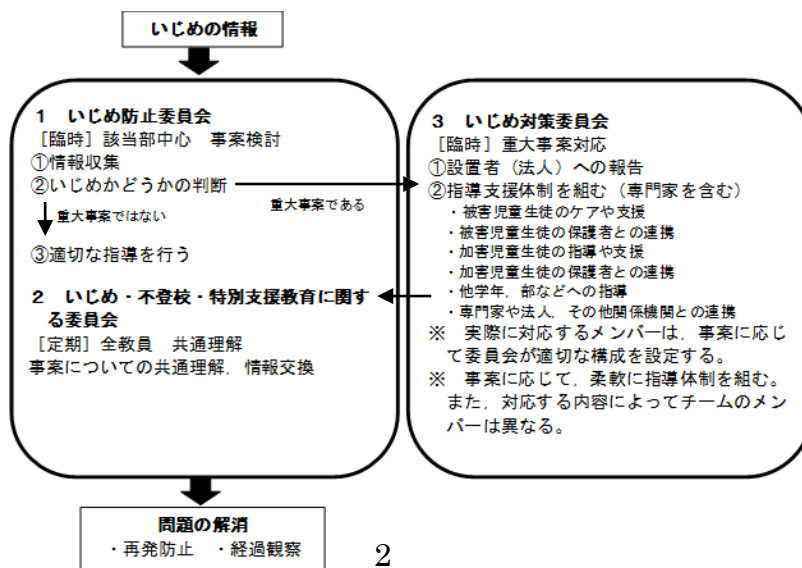 いじめの情報
1 いじめ防止委員会
[臨時] 該当部中心 事案検討
①情報収集
②いじめかどうかの判断
重大事案ではない
重大事案である
③適切な指導を行う
2 いじめ・不登校・特別支援教育に関す
る委員会
[定期] 全教員 共通理解
事案についての共通理解，情報交換
3 いじめ対策委員会
[臨時] 重大事案対応
①設置者（法人）への報告
②指導支援体制を組む（専門家を含む）
・被害児童生徒のケアや支援
・被害児童生徒の保護者との連携
・加害児童生徒の指導や支援
・加害児童生徒の保護者との連携
・他学年，部などへの指導
・専門家や法人，その他関係機関との連携
※ 実際に対応するメンバーは，事案に応じ
て委員会が適切な構成を設定する。
※ 事案に応じて，柔軟に指導体制を組む。
また，対応する内容によってチームのメン
バーは異なる。
問題の解消
・再発防止 ・経過観察
2